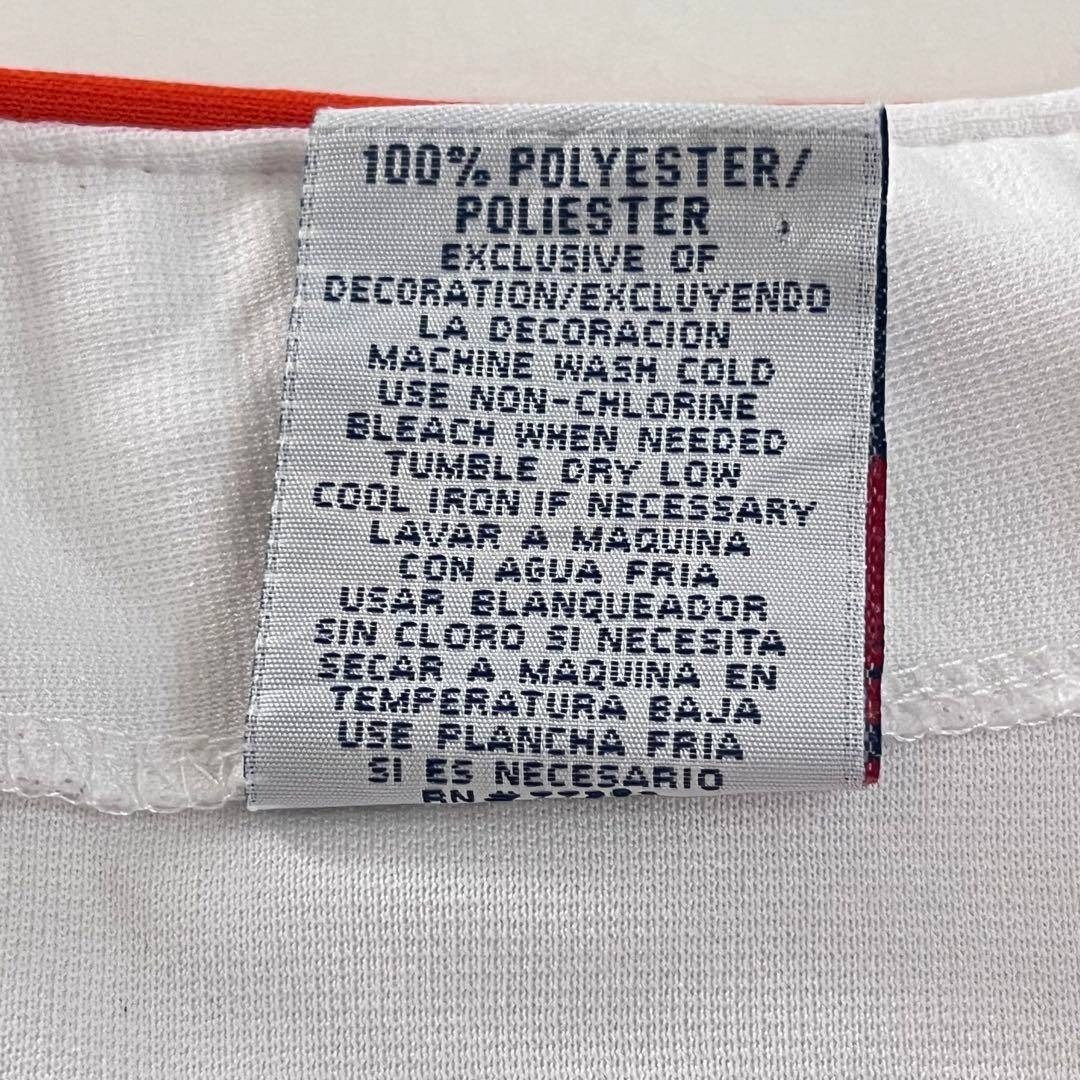 100% POLYESTER/
POLIESTER
EXCLUSIVE OF
DECORATION/EXCLUYENDO
LA DECORACION
MACHINE WASH COLD
USE NON-CHLORINE
BLEACH WHEN NEEDED
TUMBLE DRY LOW
COOL IRON IF NECESSARY
LAVAR A MAQUINA
CON AGUA FRIA
USAR BLANQUEADOR
SIN CLORO SI NECESITA
SECAR A MAQUINA EN
TEMPERATURA BAJA
USE PLANCHA FRIA
SI ES NECESARIO
RN